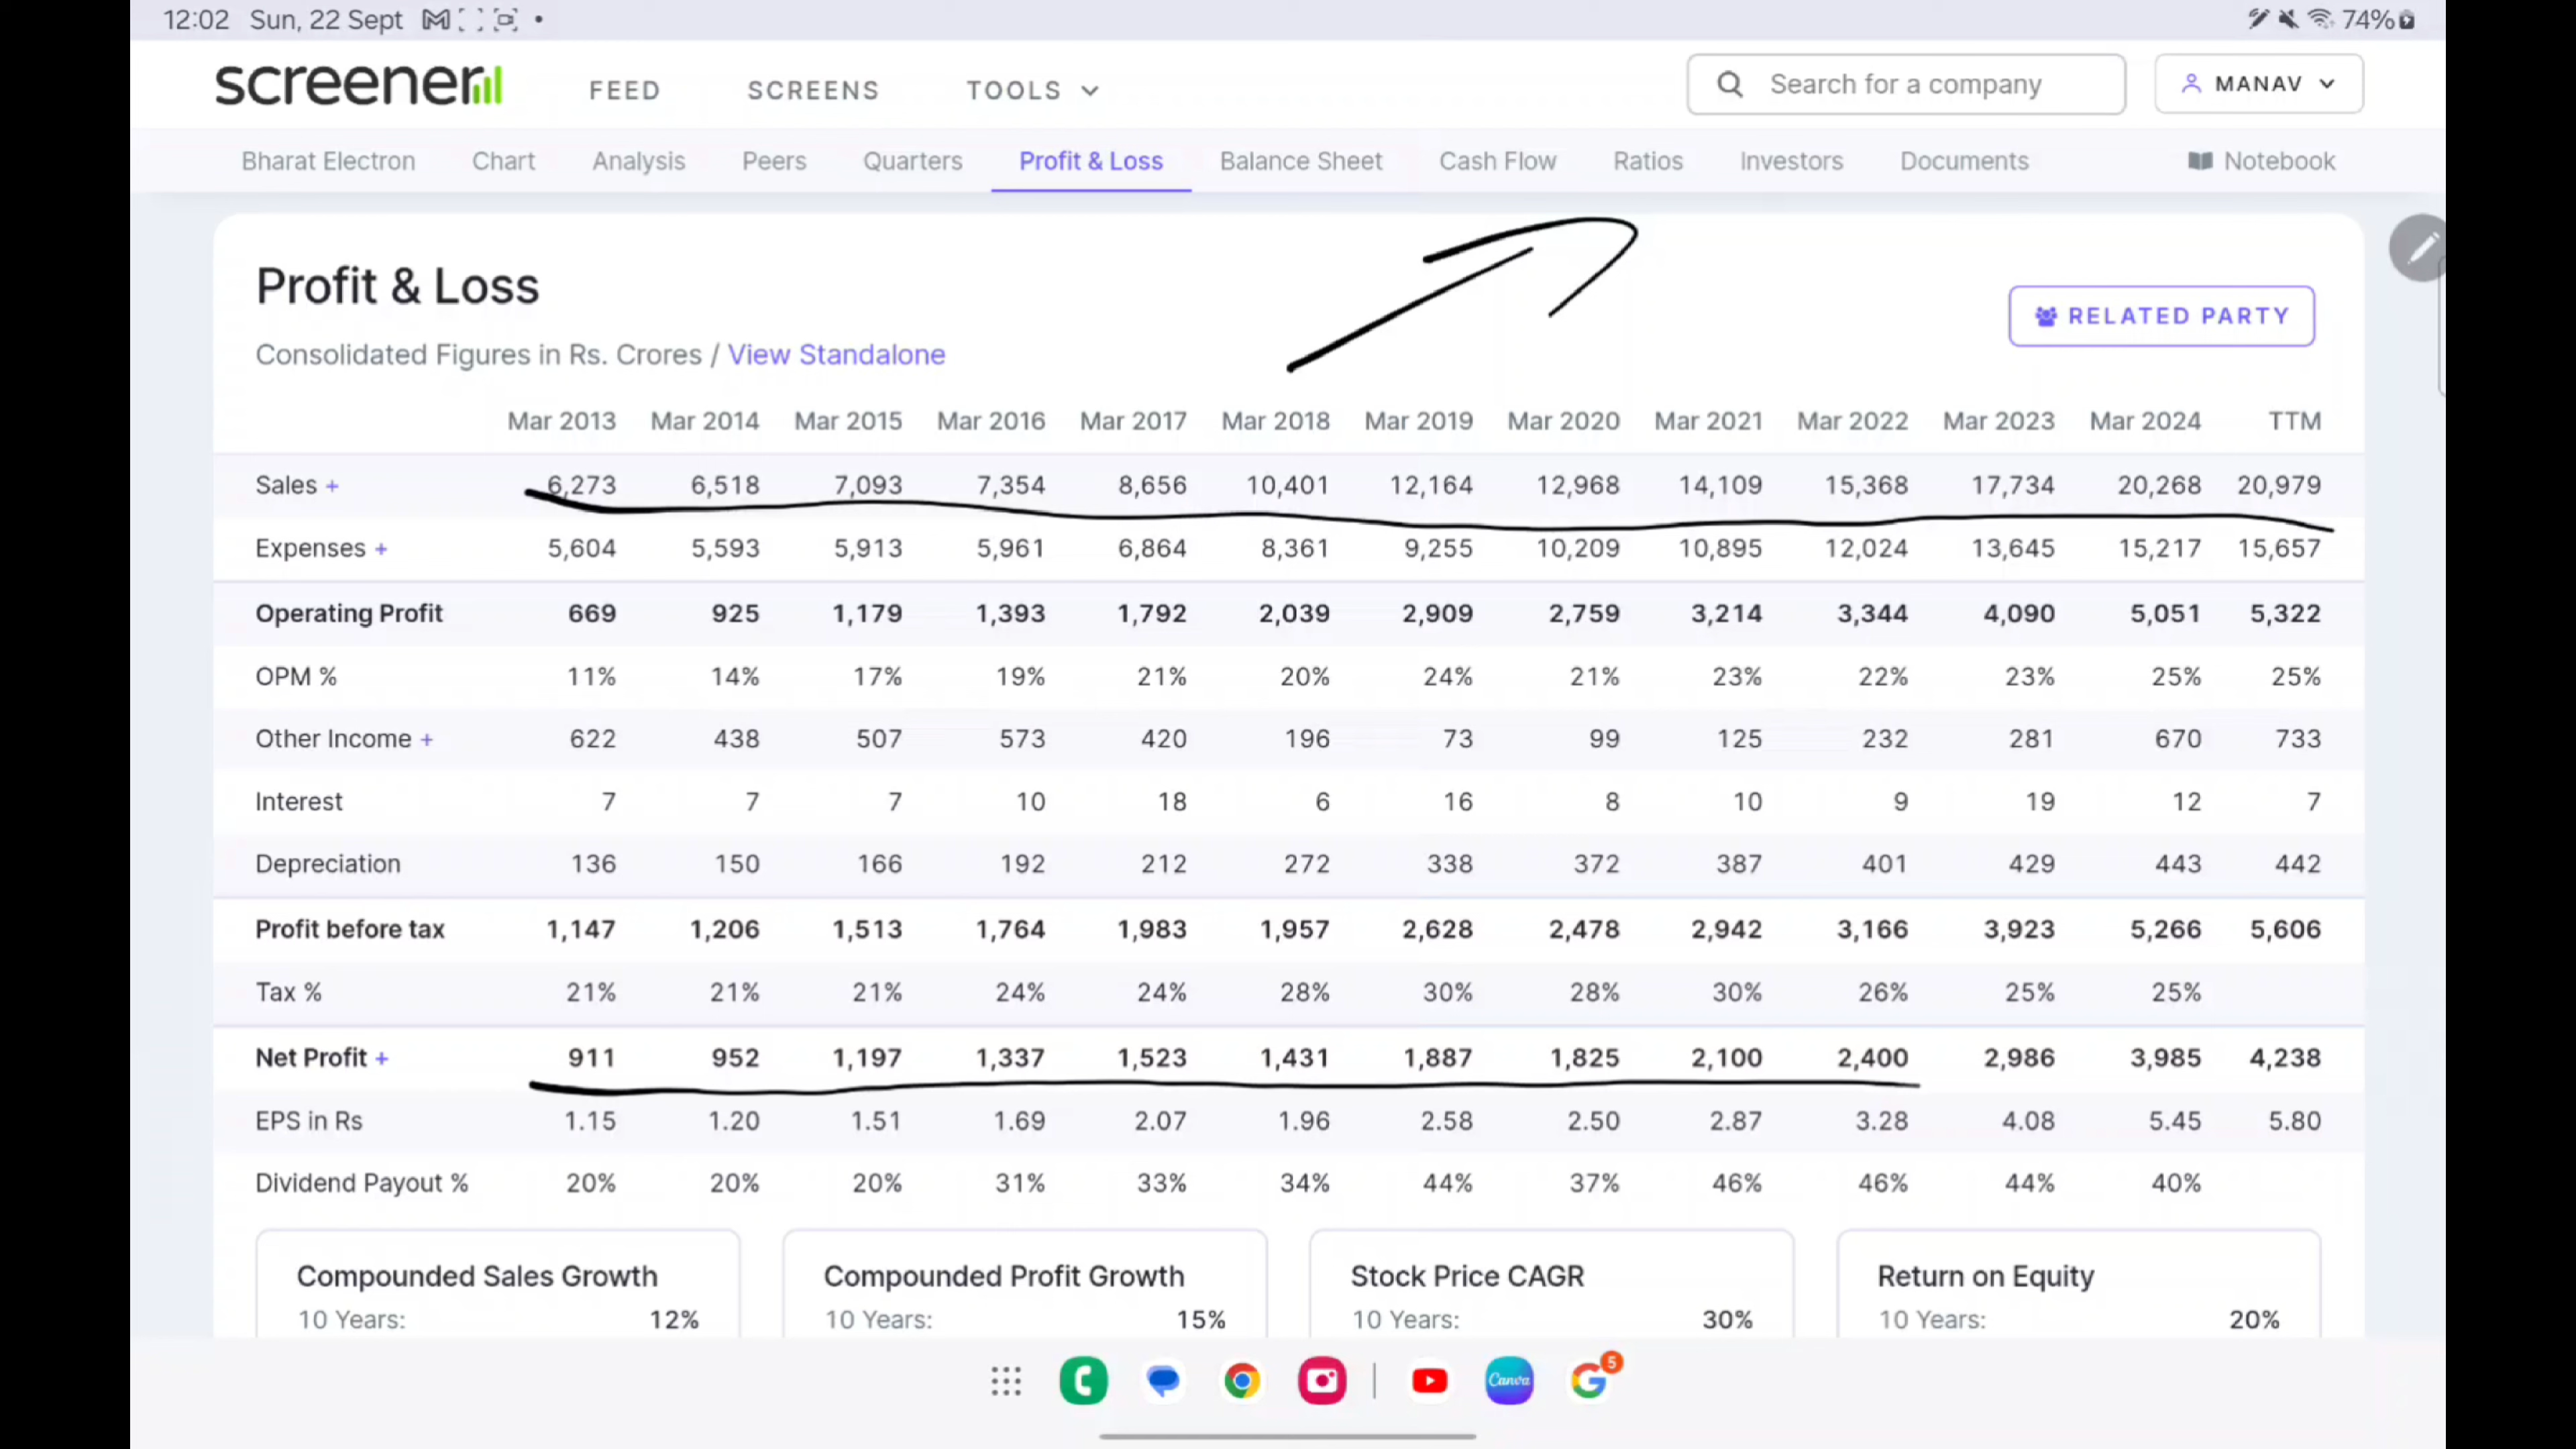 12:02 Sun, 22 Sept 74%
screener FEED SCREENS TOOLS Search for a company MANAV
Bharat Electron Chart Analysis Peers Quarters Profit & Loss Balance Sheet Cash Flow Ratios Investors Documents Notebook
Profit & Loss
RELATED PARTY
Consolidated Figures in Rs. Crores / View Standalone
Mar 2013 Mar 2014 Mar 2015 Mar 2016 Mar 2017 Mar 2018 Mar 2019 Mar 2020 Mar 2021 Mar 2022 Mar 2023 Mar 2024 TTM
Sales + 6,273 6,518 7,093 7,354 8,656 10,401 12,164 12,968 14,109 15,368 17,734 20,268 20,979
Expenses + 5,604 5,593 5,913 5,961 6,864 8,361 9,255 10,209 10,895 12,024 13,645 15,217 15,657
Operating Profit 669 925 1,179 1,393 1,792 2,039 2,909 2,759 3,214 3,344 4,090 5,051 5,322
OPM % 11% 14% 17% 19% 21% 20% 24% 21% 23% 22% 23% 25% 25%
Other Income + 622 438 507 573 420 196 73 99 125 232 281 670 733
Interest 7 7 7 10 18 6 16 8 10 9 19 12 7
Depreciation 136 150 166 192 212 272 338 372 387 401 429 443 442
Profit before tax 1,147 1,206 1,513 1,764 1,983 1,957 2,628 2,478 2,942 3,166 3,923 5,266 5,606
Tax % 21% 21% 21% 24% 24% 28% 30% 28% 30% 26% 25% 25%
Net Profit + 911 952 1,197 1,337 1,523 1,431 1,887 1,825 2,100 2,400 2,986 3,985 4,238
EPS in Rs 1.15 1.20 1.51 1.69 2.07 1.96 2.58 2.50 2.87 3.28 4.08 5.45 5.80
Dividend Payout % 20% 20% 20% 31% 33% 34% 44% 37% 46% 46% 44% 40%
Compounded Sales Growth Compounded Profit Growth Stock Price CAGR Return on Equity
10 Years: 12% 10 Years: 15% 10 Years: 30% 10 Years: 20%
Canva 5